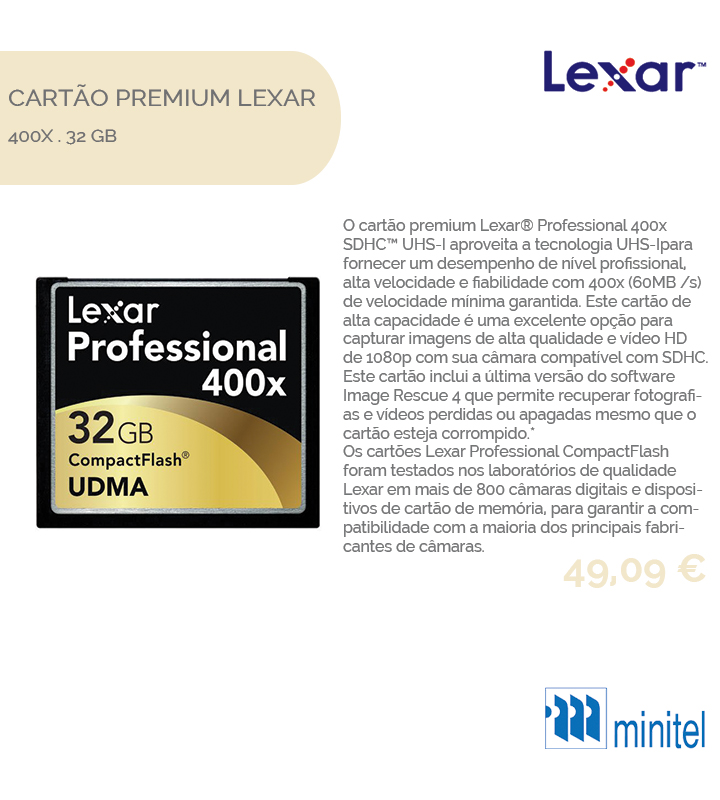 Lexar™
CARTÃO PREMIUM LEXAR
400X . 32 GB
O cartão premium Lexar® Professional 400x
SDHC™ UHS-I aproveita a tecnologia UHS-Ipara
fornecer um desempenho de nível profissional,
alta velocidade e fiabilidade com 400x (60MB /s)
de velocidade mínima garantida. Este cartão de
alta capacidade é uma excelente opção para
capturar imagens de alta qualidade e vídeo HD
de 1080p com sua câmara compatível com SDHC.
Este cartão inclui a última versão do software
Image Rescue 4 que permite recuperar fotografi-
as e vídeos perdidas ou apagadas mesmo que o
cartão esteja corrompido.*
Os cartões Lexar Professional CompactFlash
foram testados nos laboratórios de qualidade
Lexar em mais de 800 câmaras digitais e disposi-
tivos de cartão de memória, para garantir a com-
patibilidade com a maioria dos principais fabri-
cantes de câmaras.
49,09 €
Lexar
Professional
400x
32GB
CompactFlash®
UDMA
minitel